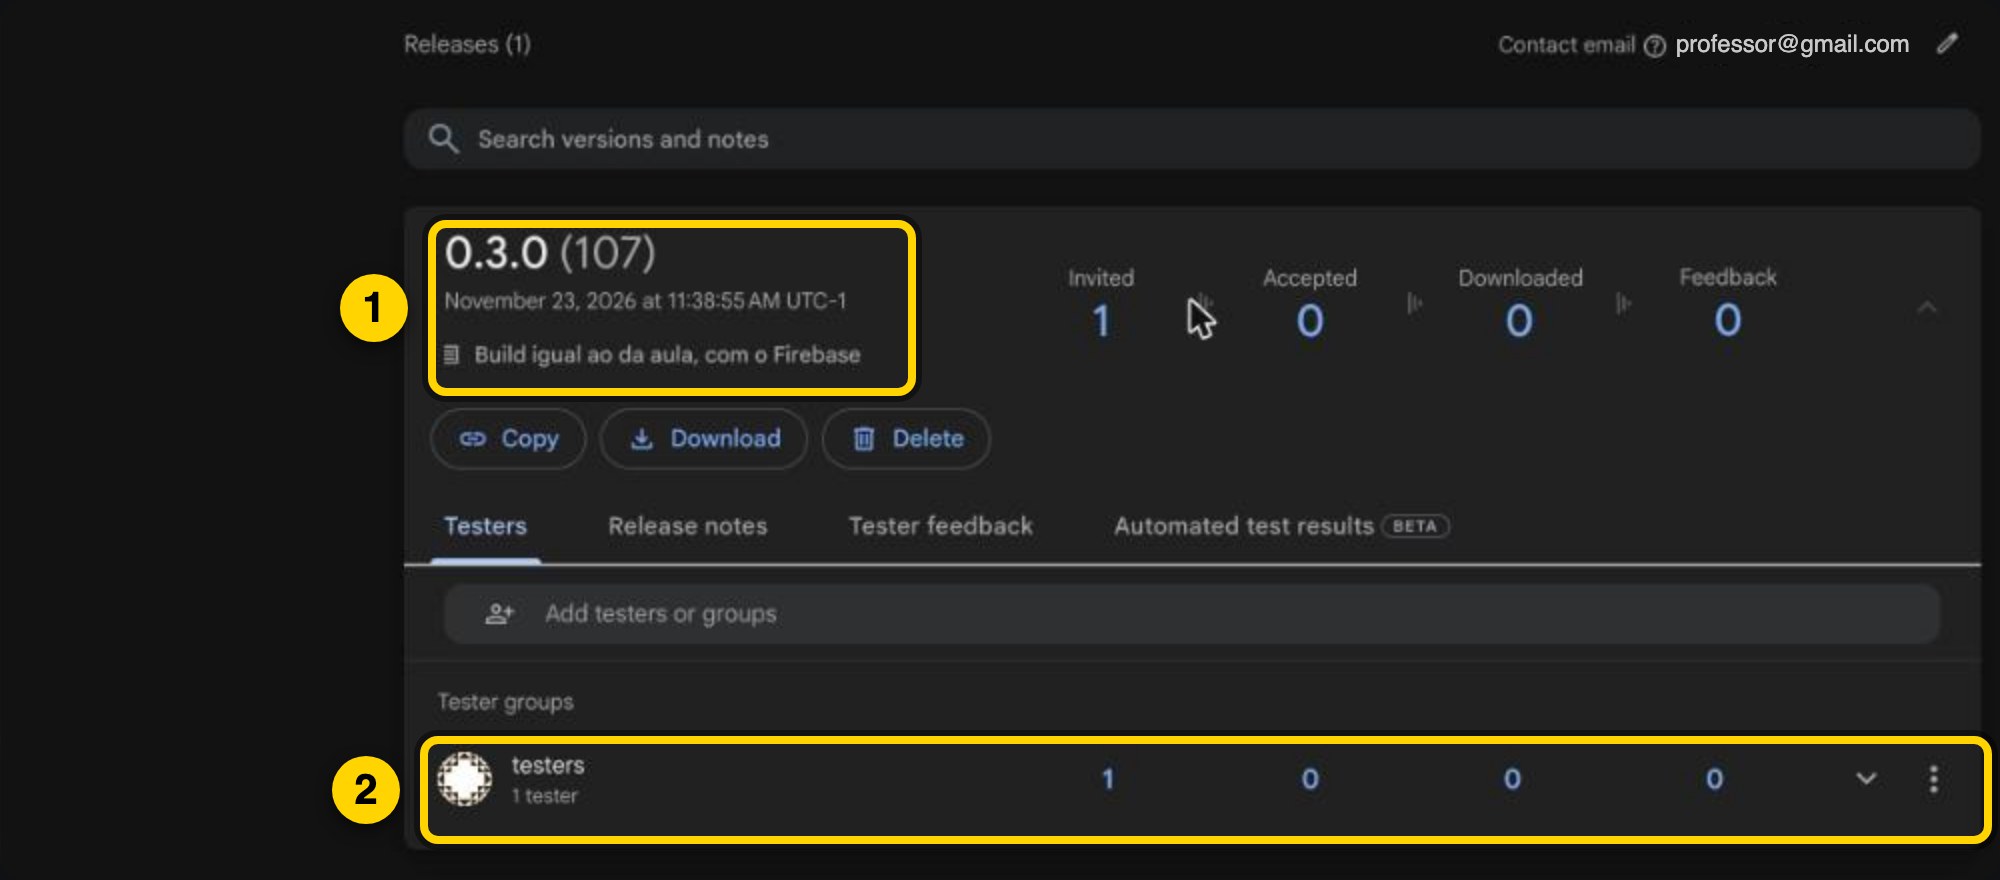 Releases (1)
Contact email professor@gmail.com
Search versions and notes
1
0.3.0 (107)
November 23, 2026 at 11:38:55 AM UTC-1
Build igual ao da aula, com o Firebase
Invited
1
Accepted
0
Downloaded
0
Feedback
0
Copy
Download
Delete
Testers
Release notes
Tester feedback
Automated test results BETA
Add testers or groups
Tester groups
2
testers
1 tester
1
0
0
0